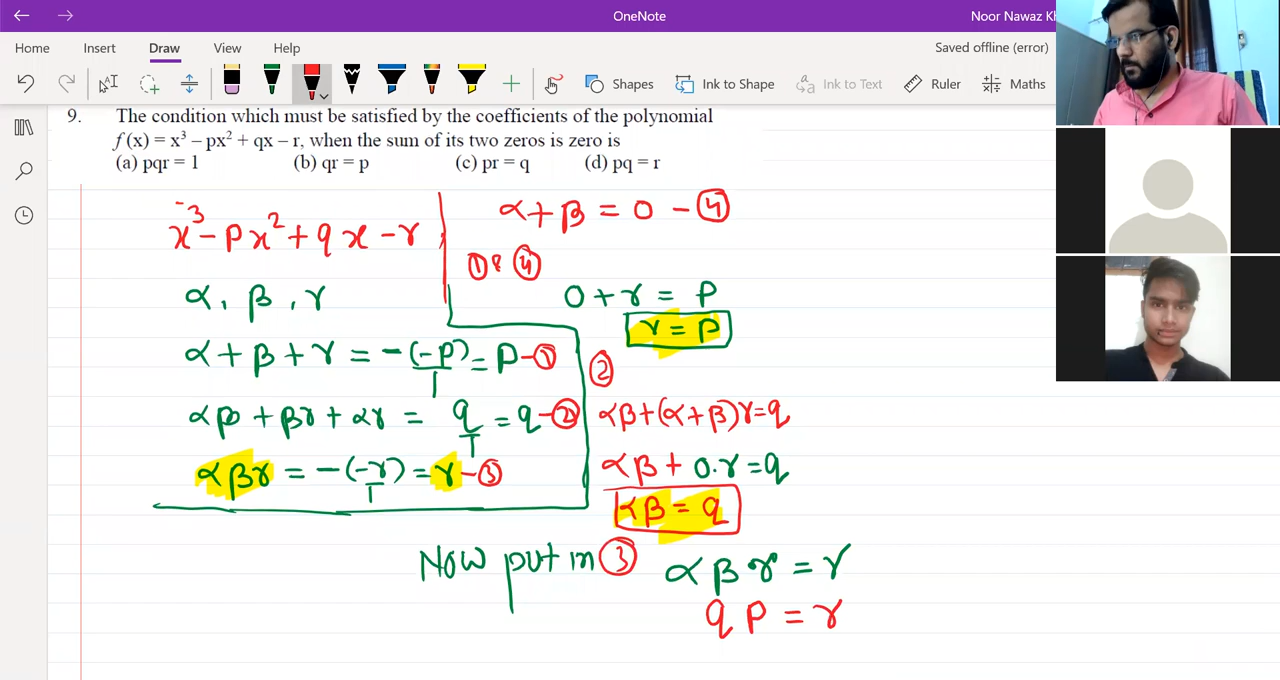 OneNote
Noor Nawaz Kh
Home Insert Draw View Help
Saved offline (error)
Shapes Ink to Shape Ink to Text Ruler Maths
9. The condition which must be satisfied by the coefficients of the polynomial
f (x) = x³ – px² + qx – r, when the sum of its two zeros is zero is
(a) pqr = 1 (b) qr = p (c) pr = q (d) pq = r
x³ - px² + qx - r
α, β, γ
α + β + γ = -(-p)/1 = p - ①
αβ + βγ + αγ = q/1 = q - ②
αβγ = -(-r)/1 = r - ③
α + β = 0 - ④
① & ④
0 + γ = p
γ = p
②
αβ + (α + β)γ = q
αβ + 0.γ = q
αβ = q
Now put in ③ αβγ = r
q p = r